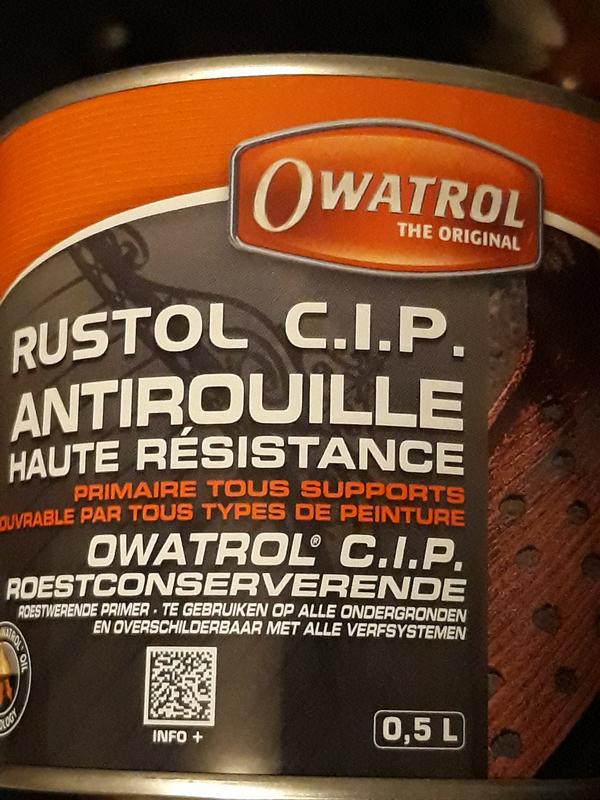 OWATROL
THE ORIGINAL
RUSTOL C.I.P.
ANTIROUILLE
HAUTE RÉSISTANCE
PRIMAIRE TOUS SUPPORTS
OUVRABLE PAR TOUS TYPES DE PEINTURE
OWATROL® C.I.P.
ROESTCONSERVERENDE
ROESTWERENDE PRIMER · TE GEBRUIKEN OP ALLE ONDERGRONDEN
EN OVERSCHILDERBAAR MET ALLE VERFSYSTEMEN
OIL
INFO +
0,5 L